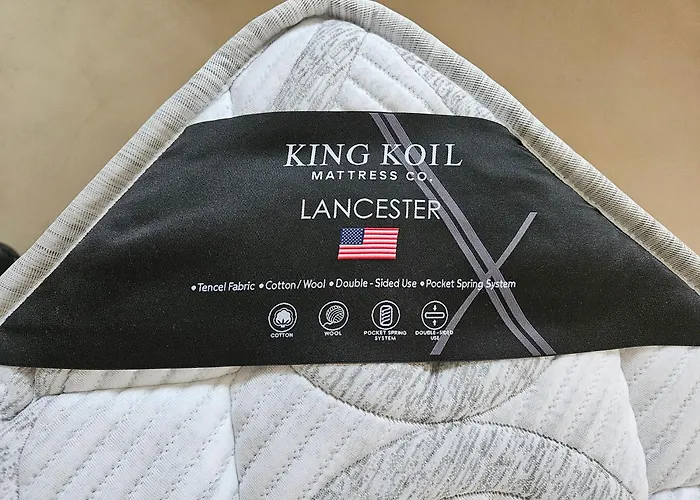 KING KOIL
MATTRESS CO.
LANCESTER
•Tencel Fabric •Cotton/Wool •Double-Sided Use •Pocket Spring System
COTTON
WOOL
POCKET SPRING
SYSTEM
DOUBLE-SIDED
USE